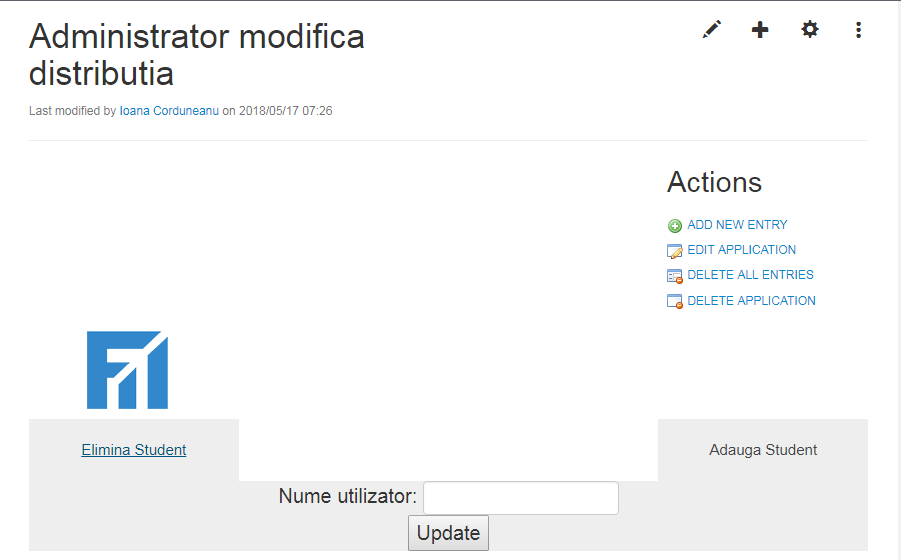 Administrator modifica
distributia
Last modified by Ioana Corduneanu on 2018/05/17 07:26
Actions
ADD NEW ENTRY
EDIT APPLICATION
DELETE ALL ENTRIES
DELETE APPLICATION
Elimina Student
Adauga Student
Nume utilizator:
Update